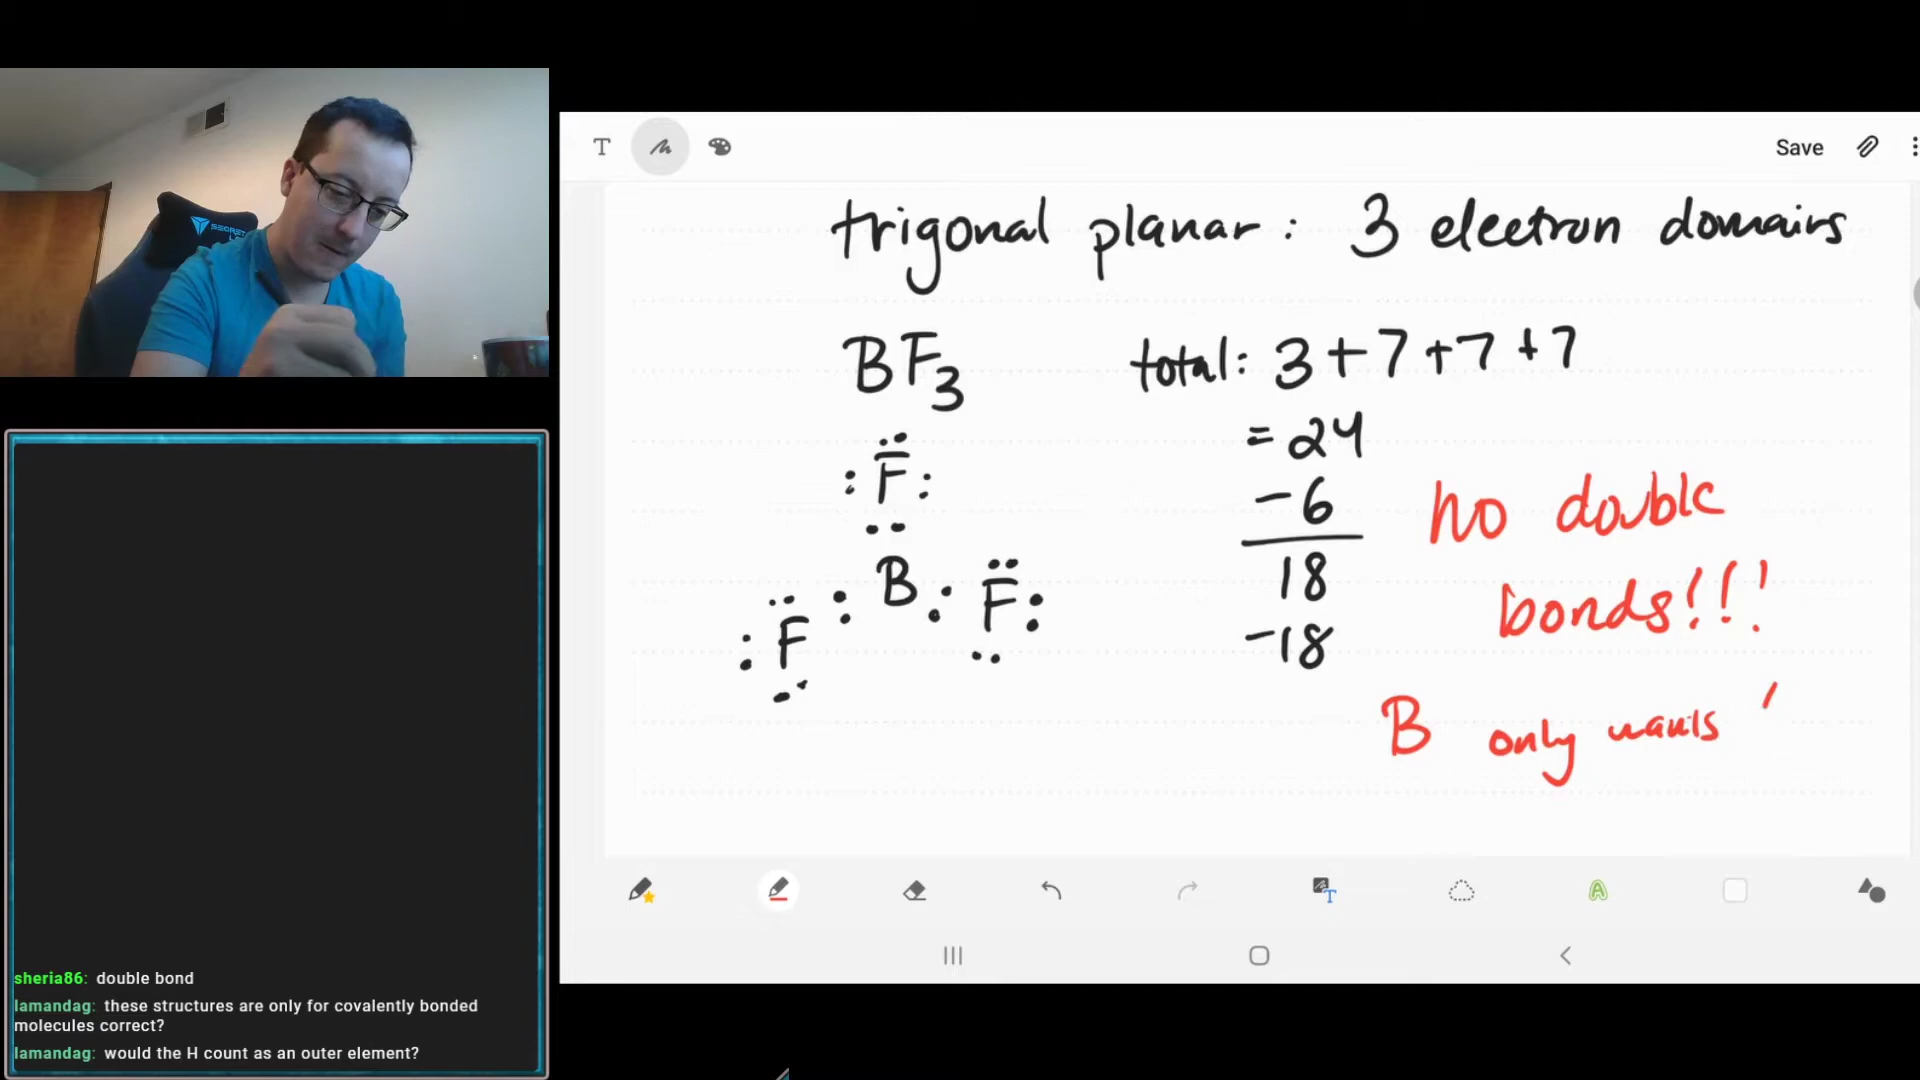 SECRET
T
Save
trigonal planar: 3 electron domains
BF3
total: 3+7+7+7
= 24
-6
18
-18
F
B
F
F
no double
bonds!!!
B only wants
sheria86: double bond
lamandag: these structures are only for covalently bonded
molecules correct?
lamandag: would the H count as an outer element?